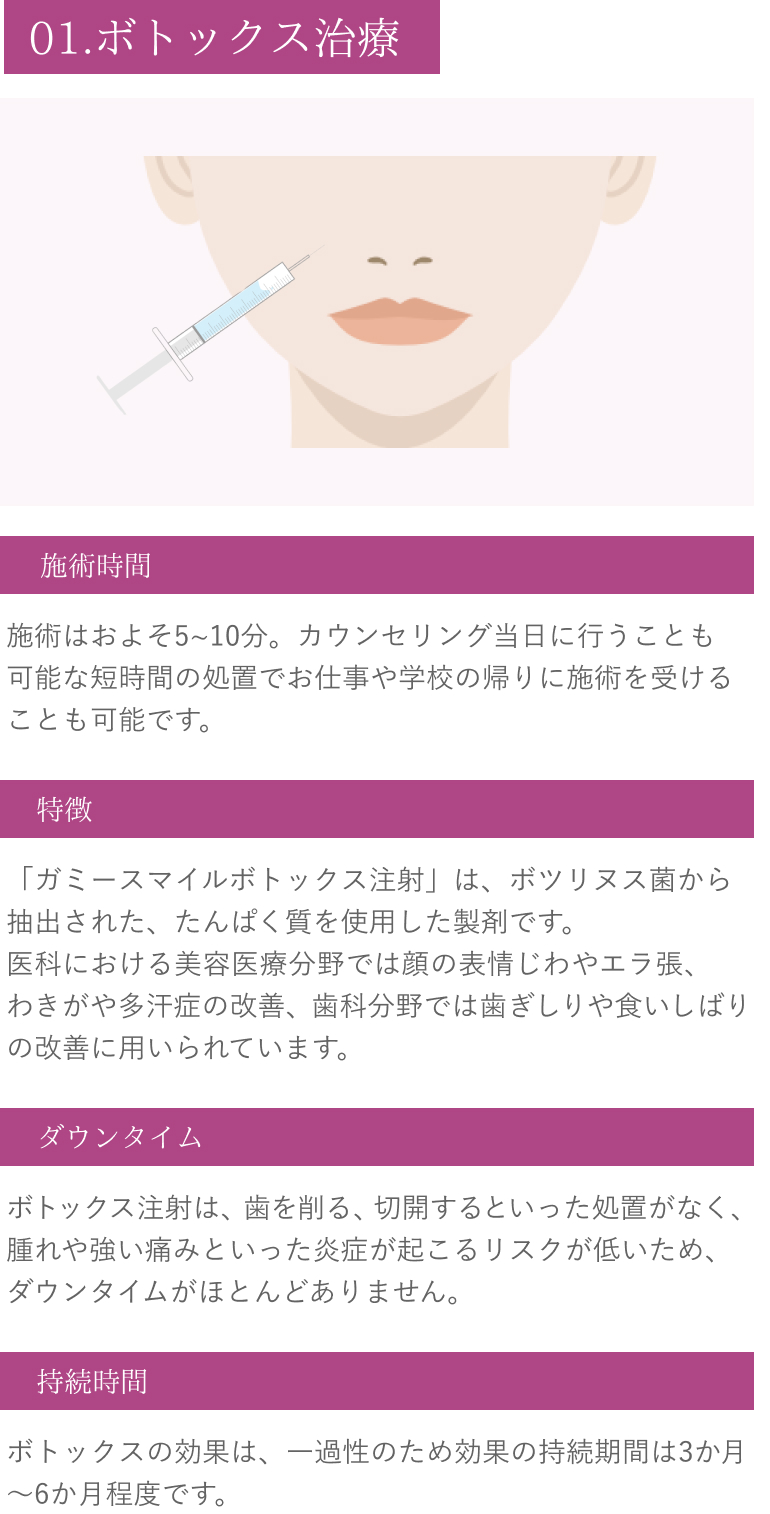 01.ボトックス治療
施術時間
施術はおよそ5~10分。カウンセリング当日に行うことも
可能な短時間の処置でお仕事や学校の帰りに施術を受ける
ことも可能です。
特徴
「ガミースマイルボトックス注射」は、ボツリヌス菌から
抽出された、たんぱく質を使用した製剤です。
医科における美容医療分野では顔の表情じわやエラ張、
わきがや多汗症の改善、歯科分野では歯ぎしりや食いしばり
の改善に用いられています。
ダウンタイム
ボトックス注射は、歯を削る、切開するといった処置がなく、
腫れや強い痛みといった炎症が起こるリスクが低いため、
ダウンタイムがほとんどありません。
持続時間
ボトックスの効果は、一過性のため効果の持続期間は3か月
〜6か月程度です。